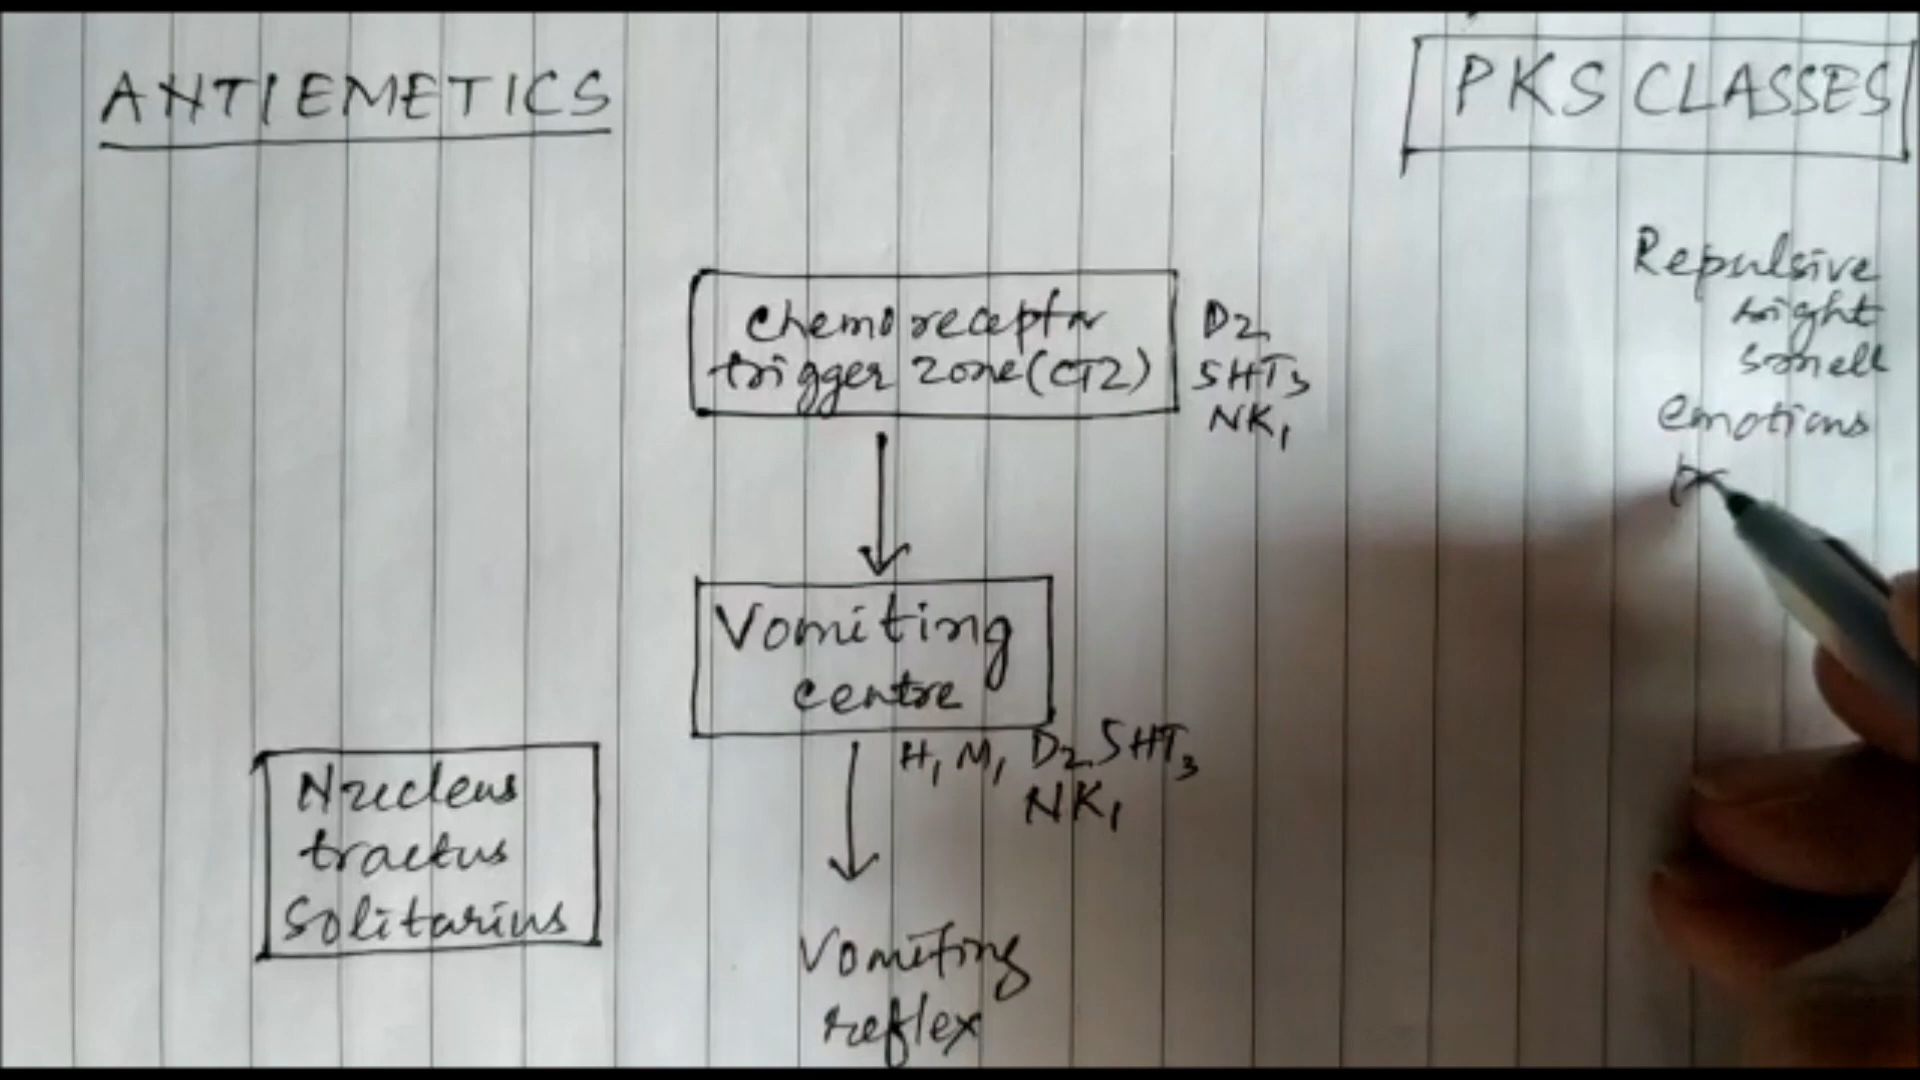 ANTIEMETICS
PKS CLASSES
Repulsive
sight
smell
emotions
Chemoreceptor
trigger zone (CTZ)
D2
5HT3
NK1
Vomiting
centre
H1 M1 D2 5HT3
NK1
Nucleus
tractus
Solitarius
Vomiting
reflex